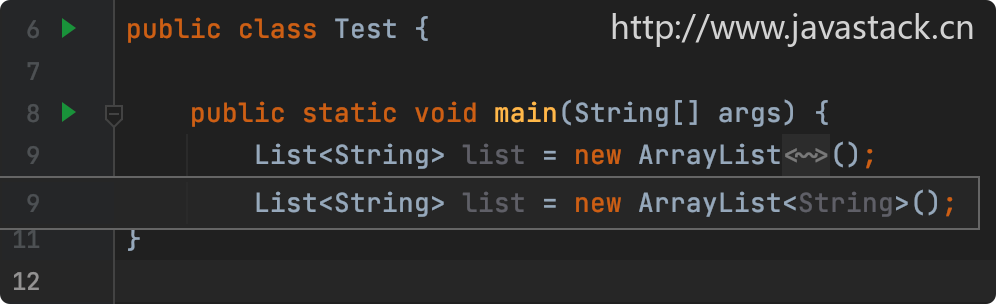 http://www.javastack.cn
6 public class Test {
7
8 public static void main(String[] args) {
9 List<String> list = new ArrayList<~>();
9 List<String> list = new ArrayList<String>();
11 }
12